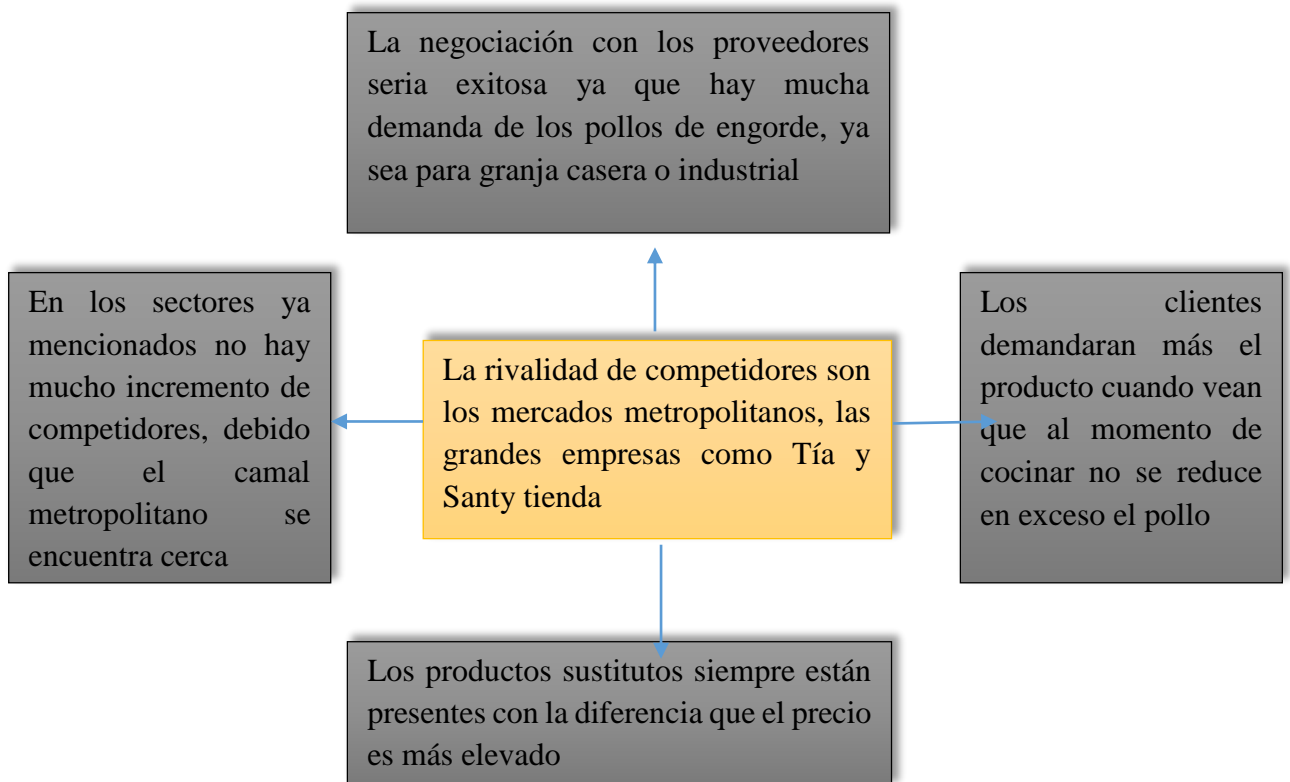 La negociación con los proveedores
seria exitosa ya que hay mucha
demanda de los pollos de engorde, ya
sea para granja casera o industrial
En los sectores ya
mencionados no hay
mucho incremento de
competidores, debido
que el camal
metropolitano se
encuentra cerca
La rivalidad de competidores son
los mercados metropolitanos, las
grandes empresas como Tía y
Santy tienda
Los clientes
demandaran más el
producto cuando vean
que al momento de
cocinar no se reduce
en exceso el pollo
Los productos sustitutos siempre están
presentes con la diferencia que el precio
es más elevado